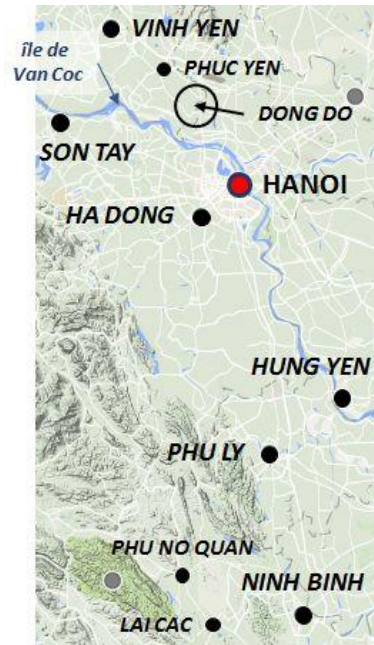 VINH YEN
île de
Van Coc
PHUC YEN
DONG DO
SON TAY
HANOI
HA DONG
HUNG YEN
PHU LY
PHU NO QUAN
NINH BINH
LAI CAC